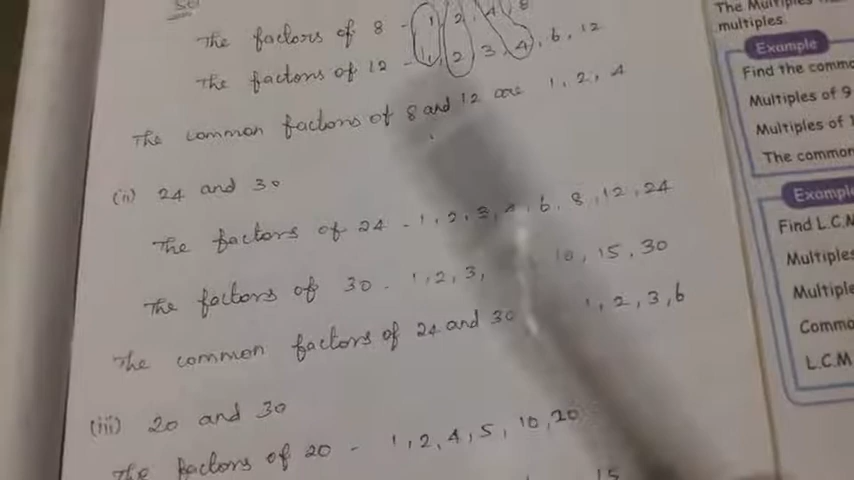 The factors of 8 - 1, 2, 4, 8
The factors of 12 - 1, 2, 3, 4, 6, 12
The common factors of 8 and 12 are 1, 2, 4
(ii) 24 and 30
The factors of 24 - 1, 2, 3, 4, 6, 8, 12, 24
The factors of 30 - 1, 2, 3, 10, 15, 30
The common factors of 24 and 30 1, 2, 3, 6
(iii) 20 and 30
The factors of 20 - 1, 2, 4, 5, 10, 20
15
The Multiples
multiples.
Example
Find the commo
Multiples of 9
Multiples of 1
The common
Example
Find L.C.M
Multiples
Multiple
Commo
L.C.M